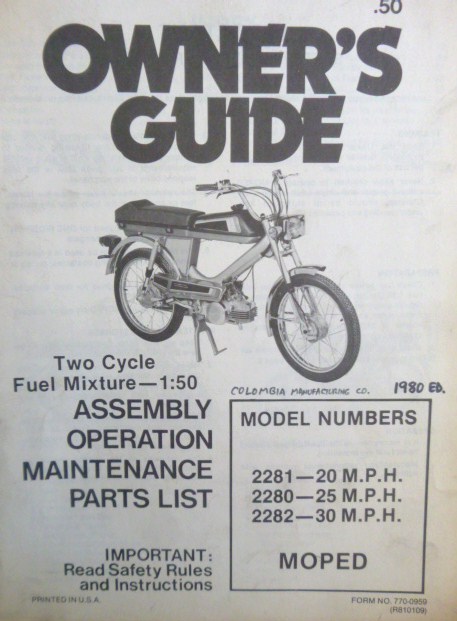 .50
OWNER'S
GUIDE
Two Cycle
Fuel Mixture—1:50
COLOMBIA MANUFACTURING CO. 1980 ED.
ASSEMBLY
OPERATION
MAINTENANCE
PARTS LIST
MODEL NUMBERS
2281—20 M.P.H.
2280—25 M.P.H.
2282—30 M.P.H.
MOPED
IMPORTANT:
Read Safety Rules
and Instructions
PRINTED IN U.S.A.
FORM NO. 770-0959
(R810109)